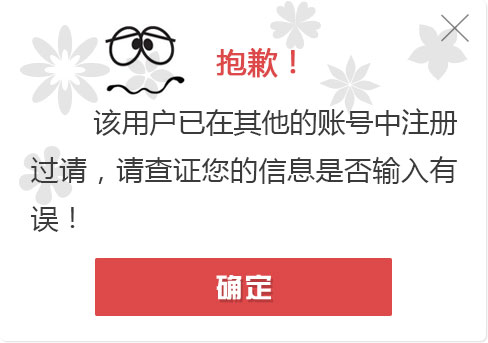 抱歉！
该用户已在其他的账号中注册
过请，请查证您的信息是否输入有
误！
确定